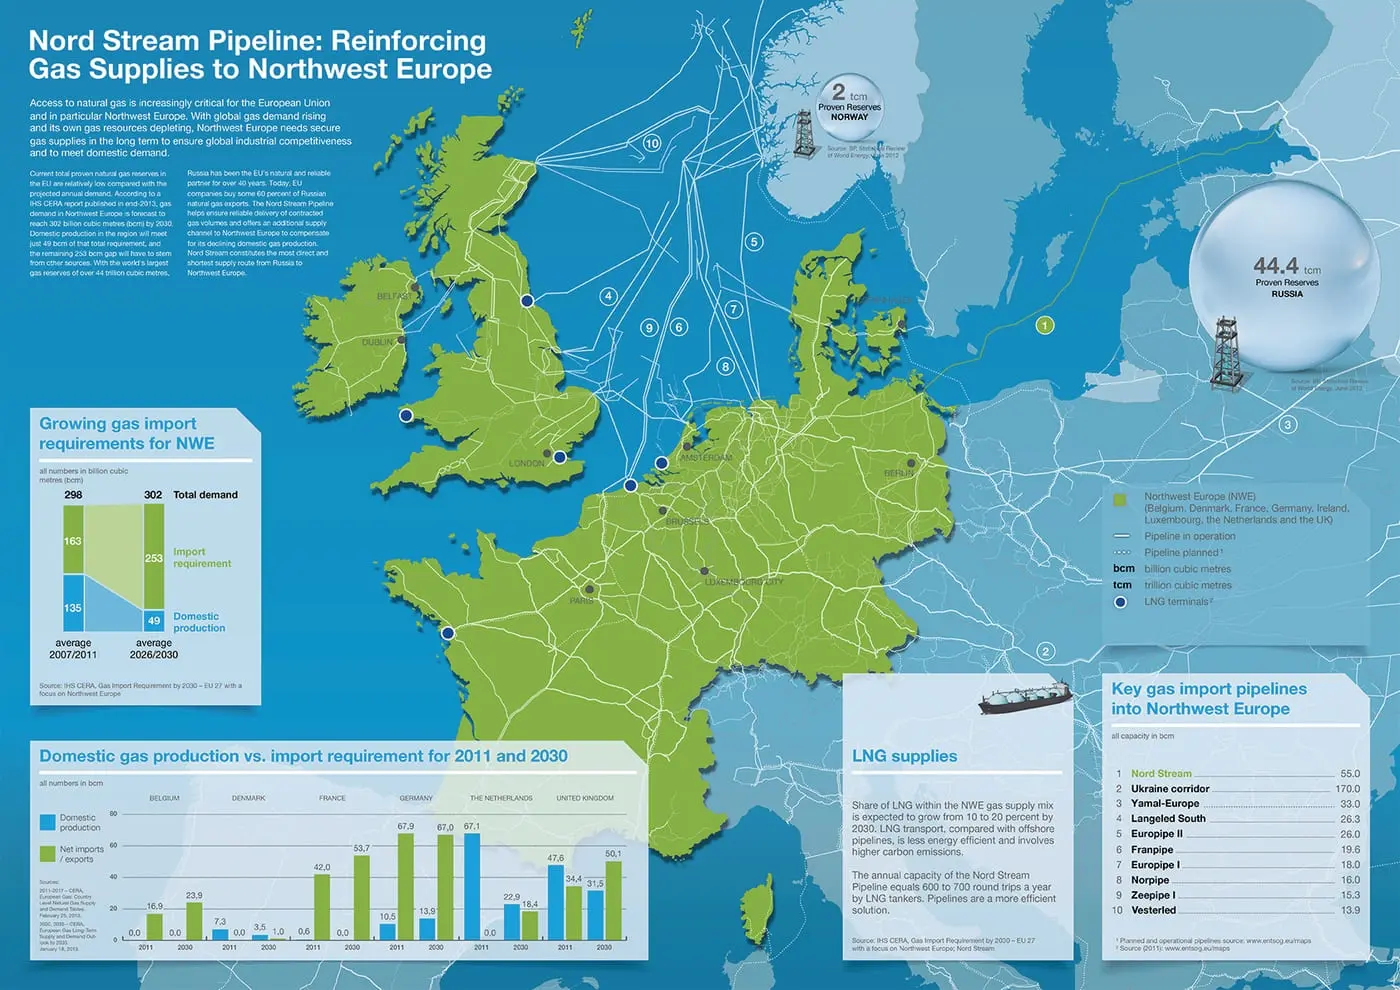 Nord Stream Pipeline: Reinforcing
Gas Supplies to Northwest Europe
Access to natural gas is increasingly critical for the European Union
and in particular Northwest Europe. With global gas demand rising
and its own gas resources depleting, Northwest Europe needs secure
gas supplies in the long term to ensure global industrial competitiveness
and to meet domestic demand.
Current total proven natural gas reserves in
the EU are relatively low compared with the
projected annual demand. According to a
IHS CERA report published in end-2013, gas
demand in Northwest Europe is forecast to
reach 302 billion cubic metres (bcm) by 2030.
Domestic production in the region will meet
just 49 bcm of that total requirement, and
the remaining 253 bcm gap will have to stem
from other sources. With the world's largest
gas reserves of over 44 trillion cubic metres,
Russia has been the EU's natural and reliable
partner for over 40 years. Today, EU
companies buy some 60 percent of Russian
natural gas exports. The Nord Stream Pipeline
helps ensure reliable delivery of contracted
gas volumes and offers an additional supply
channel to Northwest Europe to compensate
for its declining domestic gas production.
Nord Stream constitutes the most direct and
shortest supply route from Russia to
Northwest Europe.
2 tcm
Proven Reserves
NORWAY
Source: BP, Statistical Review
of World Energy, June 2012
44.4 tcm
Proven Reserves
RUSSIA
Source: BP, Statistical Review
of World Energy, June 2012
10
5
4
9
6
7
8
1
3
2
BELFAST
DUBLIN
LONDON
AMSTERDAM
BERLIN
BRUSSELS
LUXEMBOURG CITY
PARIS
Growing gas import
requirements for NWE
all numbers in billion cubic
metres (bcm)
298
302
Total demand
163
253
Import
requirement
135
49
Domestic
production
average
2007/2011
average
2026/2030
Source: IHS CERA, Gas Import Requirement by 2030 – EU 27 with a
focus on Northwest Europe
Northwest Europe (NWE)
(Belgium, Denmark, France, Germany, Ireland,
Luxembourg, the Netherlands and the UK)
Pipeline in operation
Pipeline planned ¹
bcm billion cubic metres
tcm trillion cubic metres
LNG terminals ²
Domestic gas production vs. import requirement for 2011 and 2030
all numbers in bcm
Domestic
production
Net imports
/ exports
Sources:
2011-2017 – CERA,
European Gas: Country
Level Natural Gas Supply
and Demand Tables,
February 25, 2013.
2020, 2030 – CERA,
European Gas Long-Term
Supply and Demand Out-
look to 2030.
January 18, 2013.
BELGIUM DENMARK FRANCE GERMANY THE NETHERLANDS UNITED KINGDOM
80
60
40
20
0
0,0 16,9 0,0 23,9
7,3 0,0 3,5 1,0
0,6 42,0 0,0 53,7
10,5 67,9 13,9 67,0
67,1 0,0 22,9 18,4
47,6 34,4 31,5 50,1
2011 2030 2011 2030 2011 2030 2011 2030 2011 2030 2011 2030
LNG supplies
Share of LNG within the NWE gas supply mix
is expected to grow from 10 to 20 percent by
2030. LNG transport, compared with offshore
pipelines, is less energy efficient and involves
higher carbon emissions.
The annual capacity of the Nord Stream
Pipeline equals 600 to 700 round trips a year
by LNG tankers. Pipelines are a more efficient
solution.
Source: IHS CERA, Gas Import Requirement by 2030 – EU 27
with a focus on Northwest Europe; Nord Stream
Key gas import pipelines
into Northwest Europe
all capacity in bcm
1 Nord Stream 55.0
2 Ukraine corridor 170.0
3 Yamal-Europe 33.0
4 Langeled South 26.3
5 Europipe II 26.0
6 Franpipe 19.6
7 Europipe I 18.0
8 Norpipe 16.0
9 Zeepipe I 15.3
10 Vesterled 13.9
¹ Planned and operational pipelines source: www.entsog.eu/maps
² Source (2011): www.entsog.eu/maps